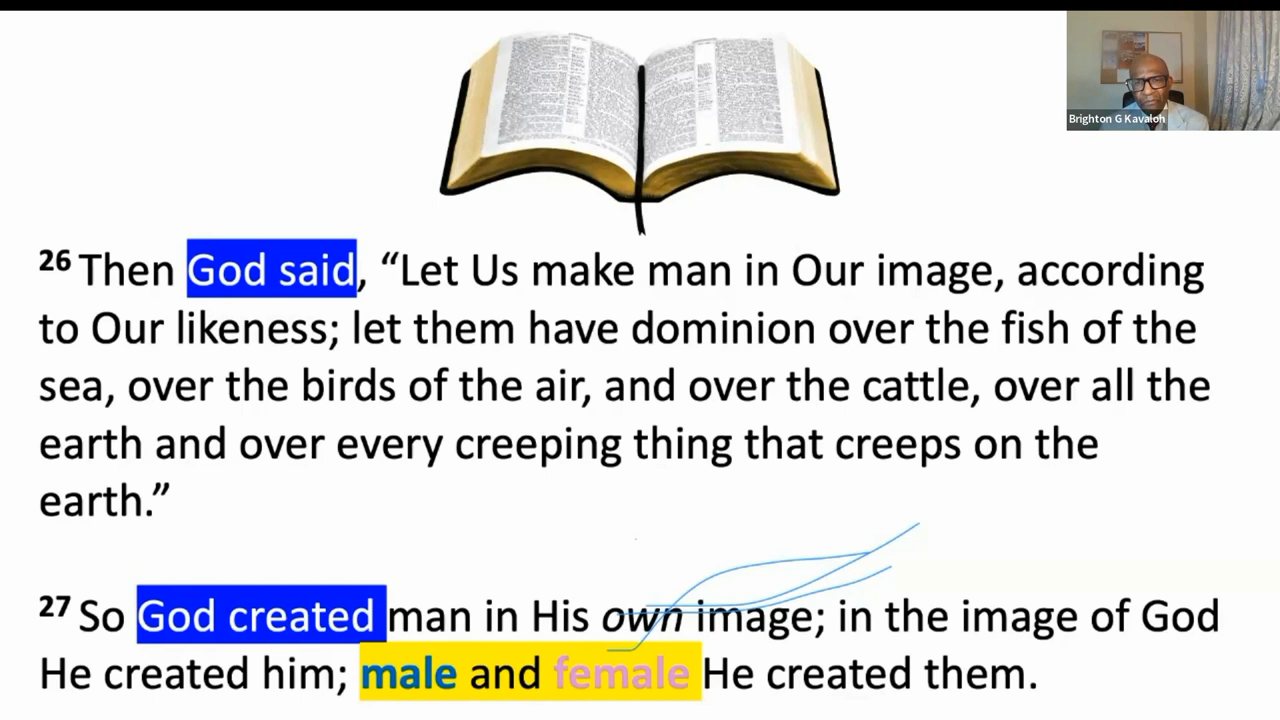 Brighton G Kavaloh
26 Then God said, “Let Us make man in Our image, according
to Our likeness; let them have dominion over the fish of the
sea, over the birds of the air, and over the cattle, over all the
earth and over every creeping thing that creeps on the
earth.”
27 So God created man in His own image; in the image of God
He created him; male and female He created them.